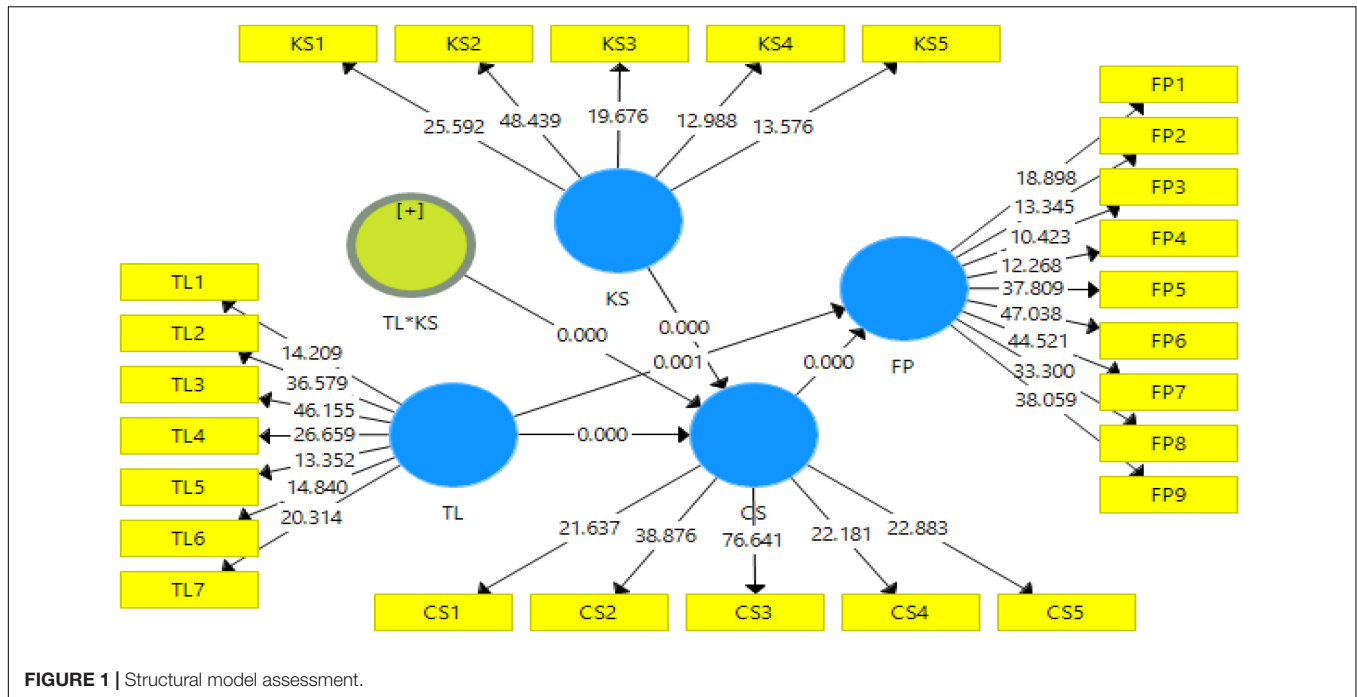 KS1
KS2
KS3
KS4
KS5
25.592
48.439
19.676
12.988
13.576
KS
[+]
TL*KS
TL1
TL2
TL3
TL4
TL5
TL6
TL7
14.209
36.579
46.155
26.659
13.352
14.840
20.314
TL
0.000
0.000
0.001
0.000
0.000
FP
FP1
FP2
FP3
FP4
FP5
FP6
FP7
FP8
FP9
18.898
13.345
10.423
12.268
37.809
47.038
44.521
33.300
38.059
CS
21.637
38.876
76.641
22.181
22.883
CS1
CS2
CS3
CS4
CS5
FIGURE 1 | Structural model assessment.